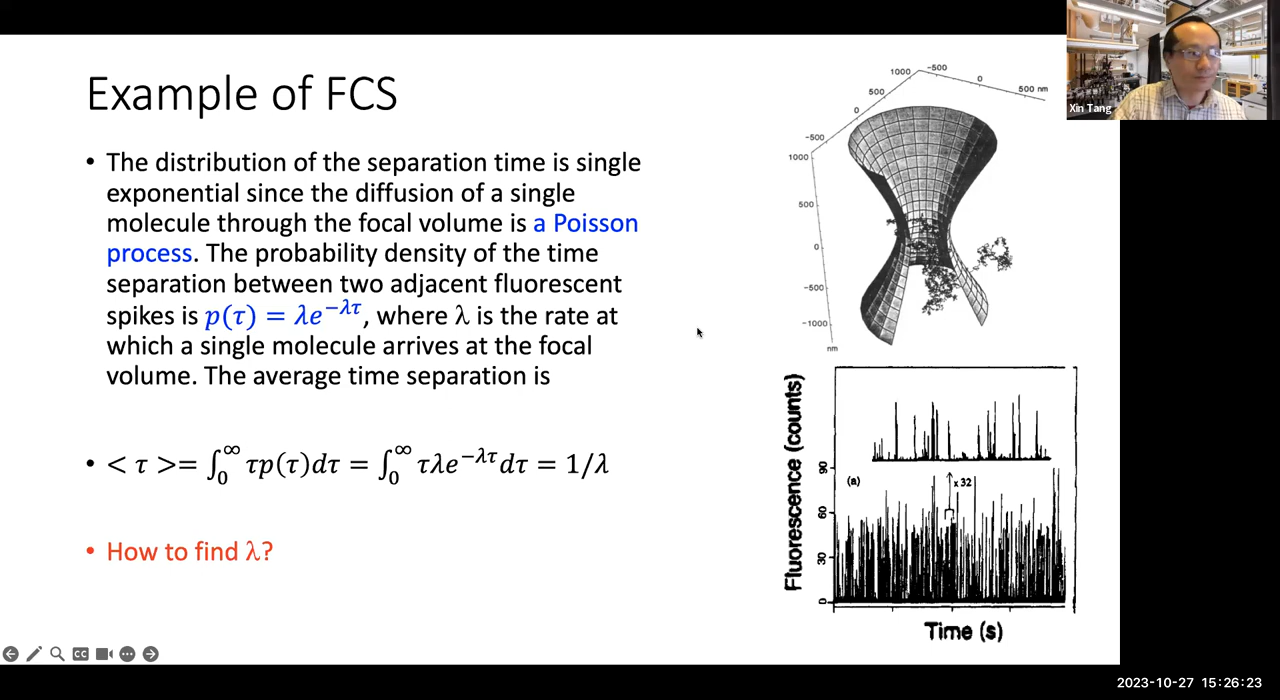 Example of FCS
• The distribution of the separation time is single
exponential since the diffusion of a single
molecule through the focal volume is a Poisson
process. The probability density of the time
separation between two adjacent fluorescent
spikes is p(τ) = λe^{−λτ}, where λ is the rate at
which a single molecule arrives at the focal
volume. The average time separation is
• < τ >= ∫₀^∞ τp(τ)dτ = ∫₀^∞ τλe^{−λτ}dτ = 1/λ
• How to find λ?
1000
500
0
-500
-500
0
500 nm
1000
500
0
-500
-1000
nm
Fluorescence (counts)
90
60
30
0
(a)
x 32
Time (s)
Xin Tang
CC
2023-10-27 15:26:23